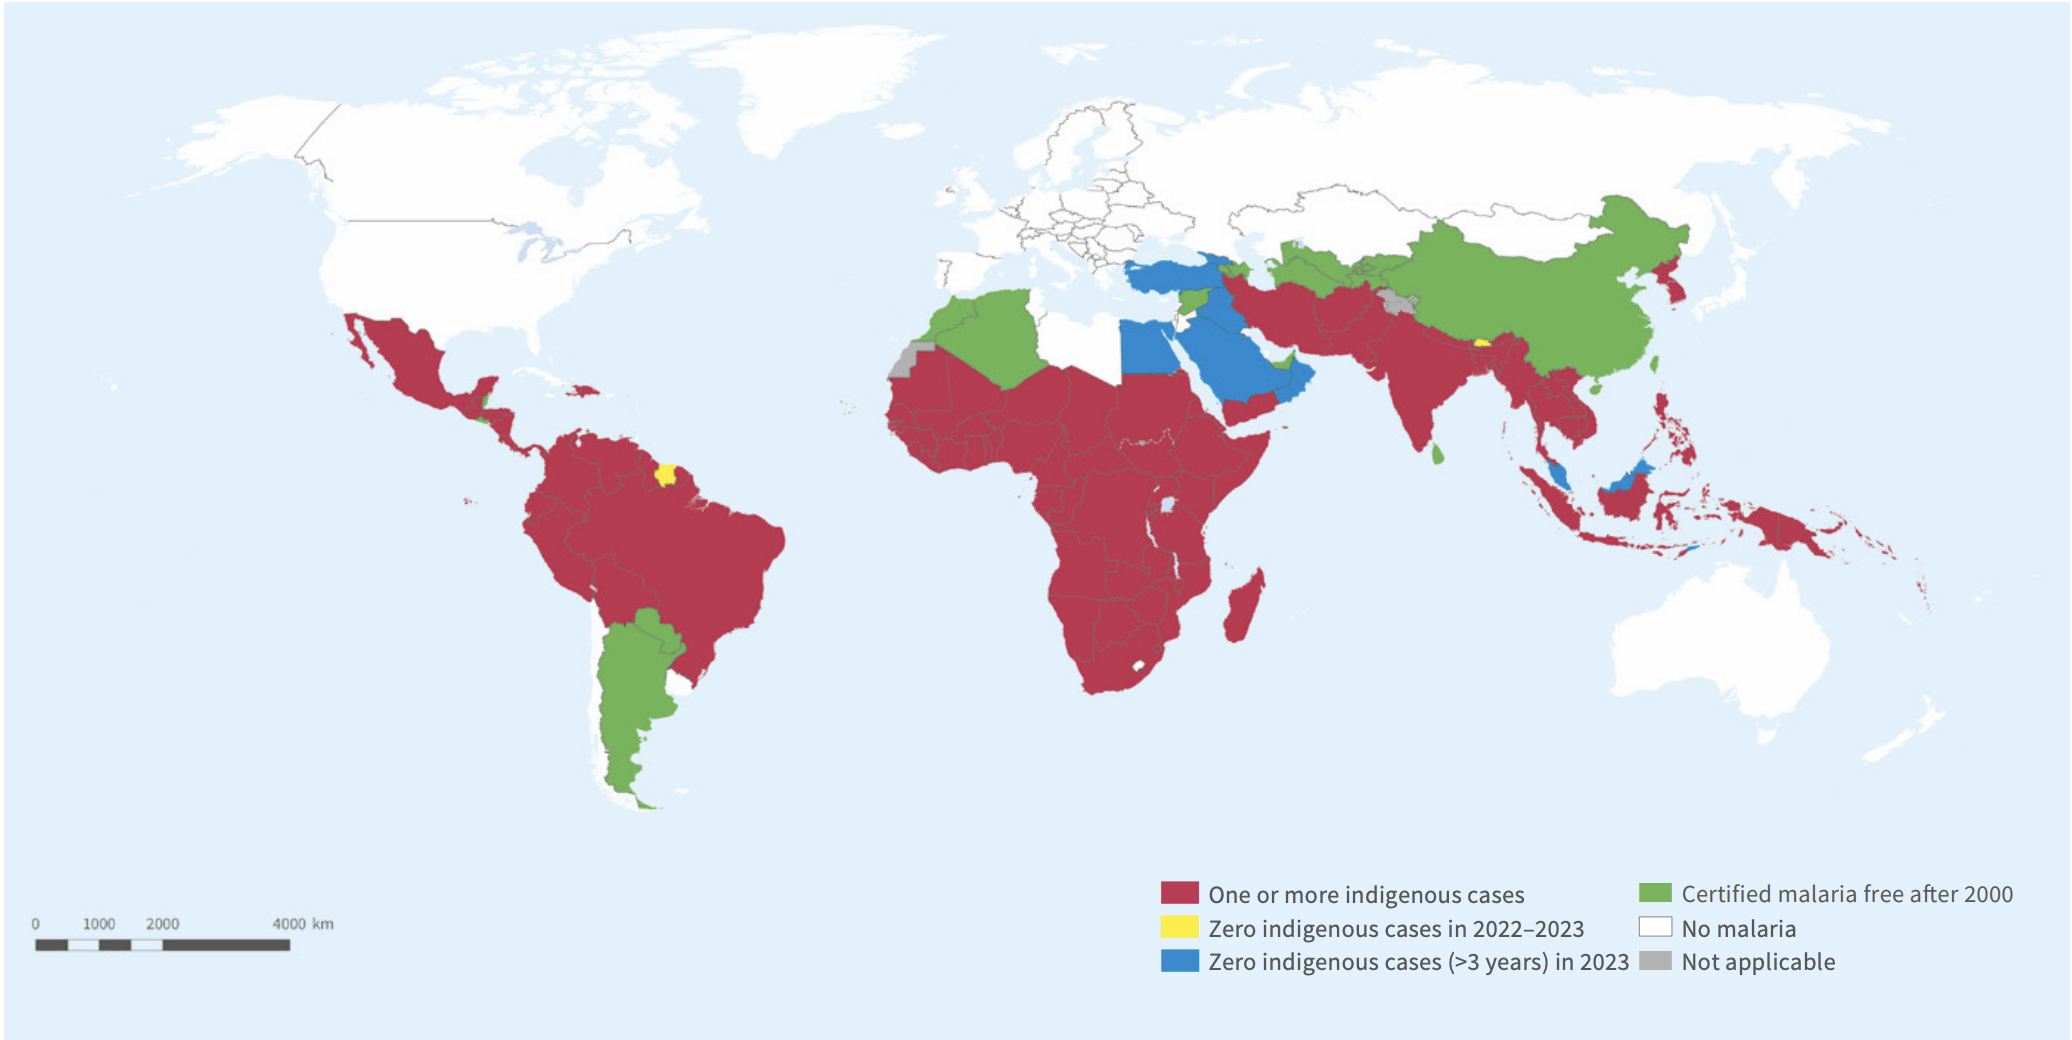 One or more indigenous cases
Zero indigenous cases in 2022–2023
Zero indigenous cases (>3 years) in 2023
Certified malaria free after 2000
No malaria
Not applicable
0 1000 2000 4000 km